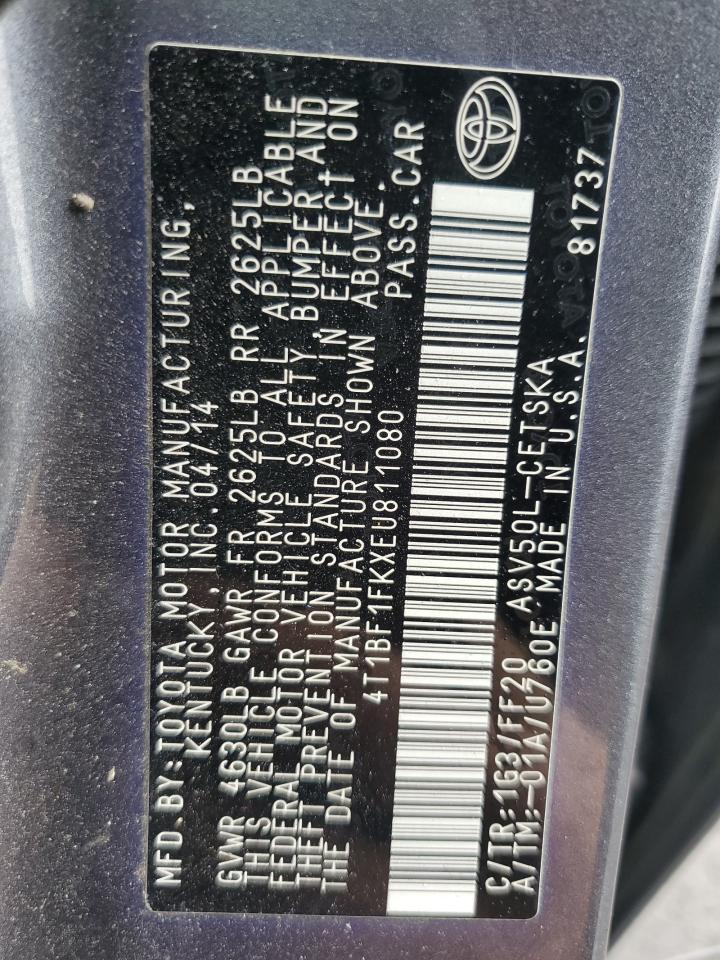 MFD.BY:TOYOTA MOTOR MANUFACTURING,
KENTUCKY,INC.04/14
GVWR 4630LB GAWR FR 2625LB RR 2625LB
THIS VEHICLE CONFORMS TO ALL APPLICABLE
FEDERAL MOTOR VEHICLE SAFETY, BUMPER AND
THEFT PREVENTION STANDARDS IN EFFECT ON
THE DATE OF MANUFACTURE SHOWN ABOVE.
4T1BF1FKXEU811080 PASS.CAR
C/TR:1G3/FF20 ASV50L-CETSKA
A/TM:-01A/U760E MADE IN U.S.A. 81737
TOYOTA